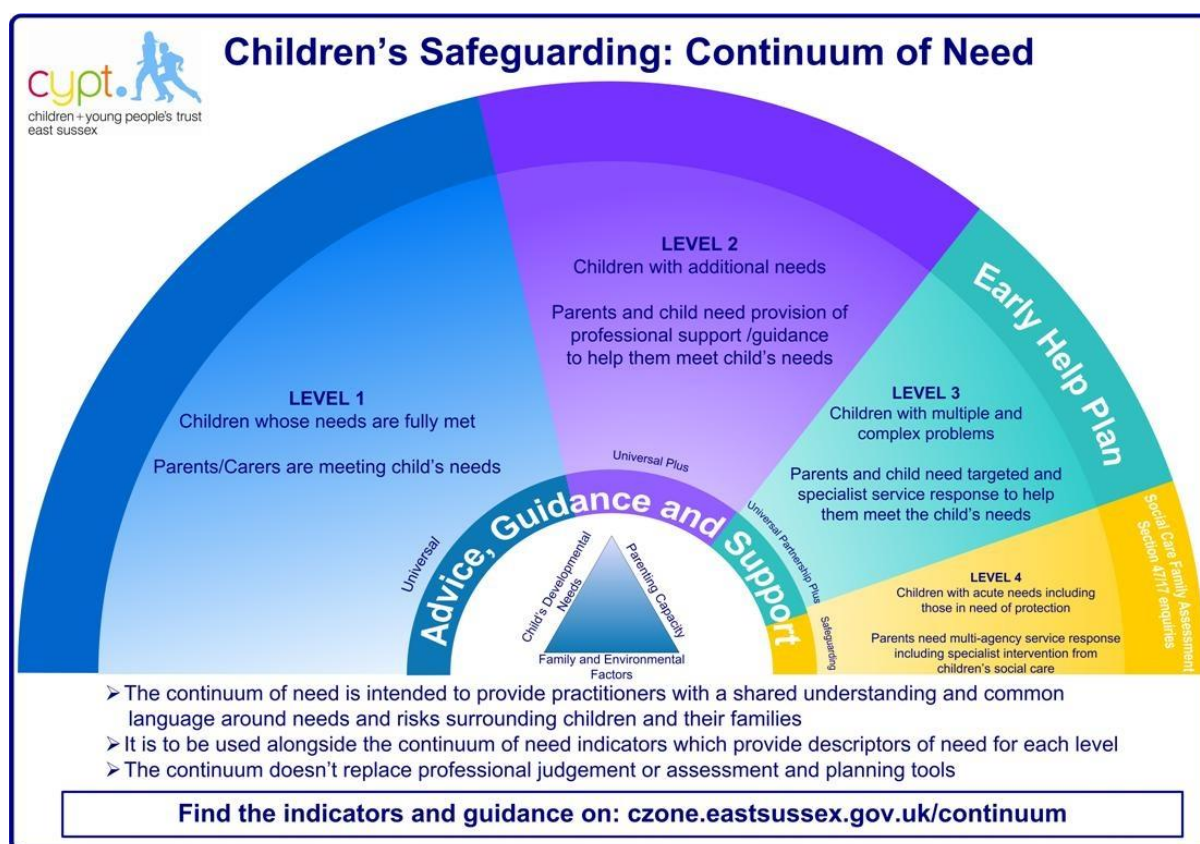 Children's Safeguarding: Continuum of Need
cypt.
children + young people's trust
east sussex
LEVEL 1
Children whose needs are fully met
Parents/Carers are meeting child's needs
LEVEL 2
Children with additional needs
Parents and child need provision of
professional support /guidance
to help them meet child's needs
Early Help Plan
LEVEL 3
Children with multiple and
complex problems
Parents and child need targeted and
specialist service response to help
them meet the child's needs
Social Care Family Assessment
Section 47/17 enquiries
LEVEL 4
Children with acute needs including
those in need of protection
Parents need multi-agency service response
including specialist intervention from
children's social care
Universal
Universal Plus
Universal Partnership Plus
Safeguarding
Advice, Guidance and Support
Child's Developmental
Needs
Parenting Capacity
Family and Environmental
Factors
➢ The continuum of need is intended to provide practitioners with a shared understanding and common
language around needs and risks surrounding children and their families
➢ It is to be used alongside the continuum of need indicators which provide descriptors of need for each level
➢ The continuum doesn't replace professional judgement or assessment and planning tools
Find the indicators and guidance on: czone.eastsussex.gov.uk/continuum